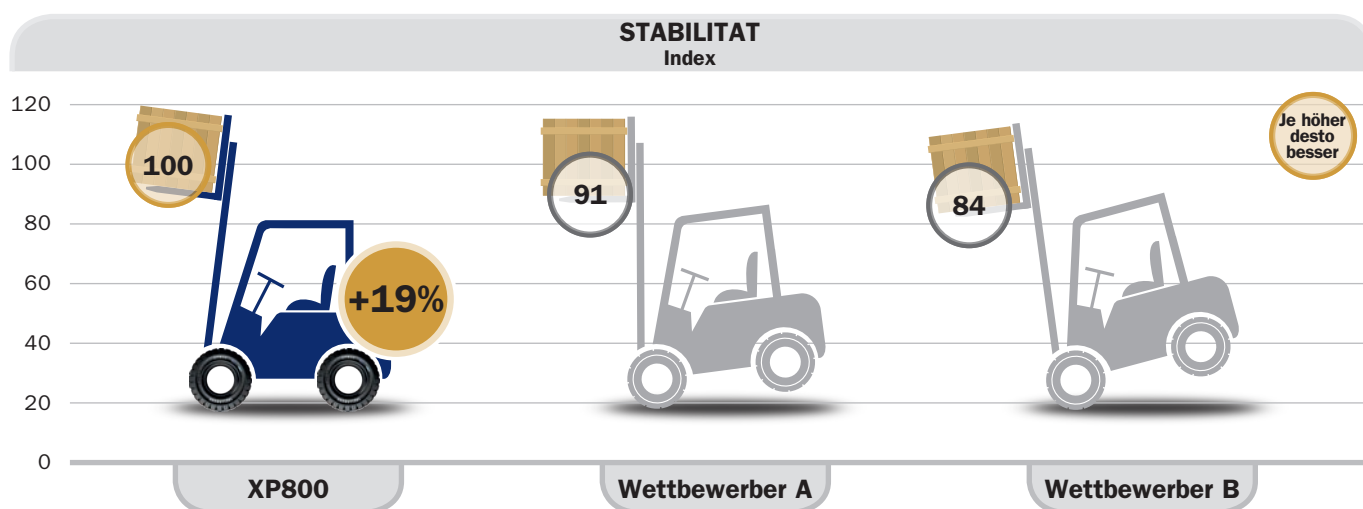 STABILITAT
Index
120
100
80
60
40
20
0
100
+19%
91
84
Je höher
desto
besser
XP800
Wettbewerber A
Wettbewerber B